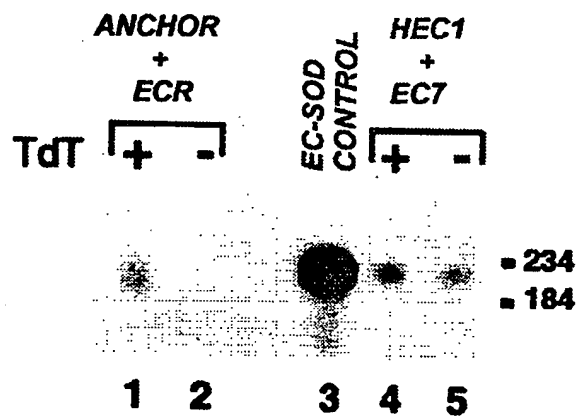 ANCHOR
+
ECR
EC-SOD
CONTROL
HEC1
+
EC7
TdT + - + -
- 234
- 184
1 2 3 4 5